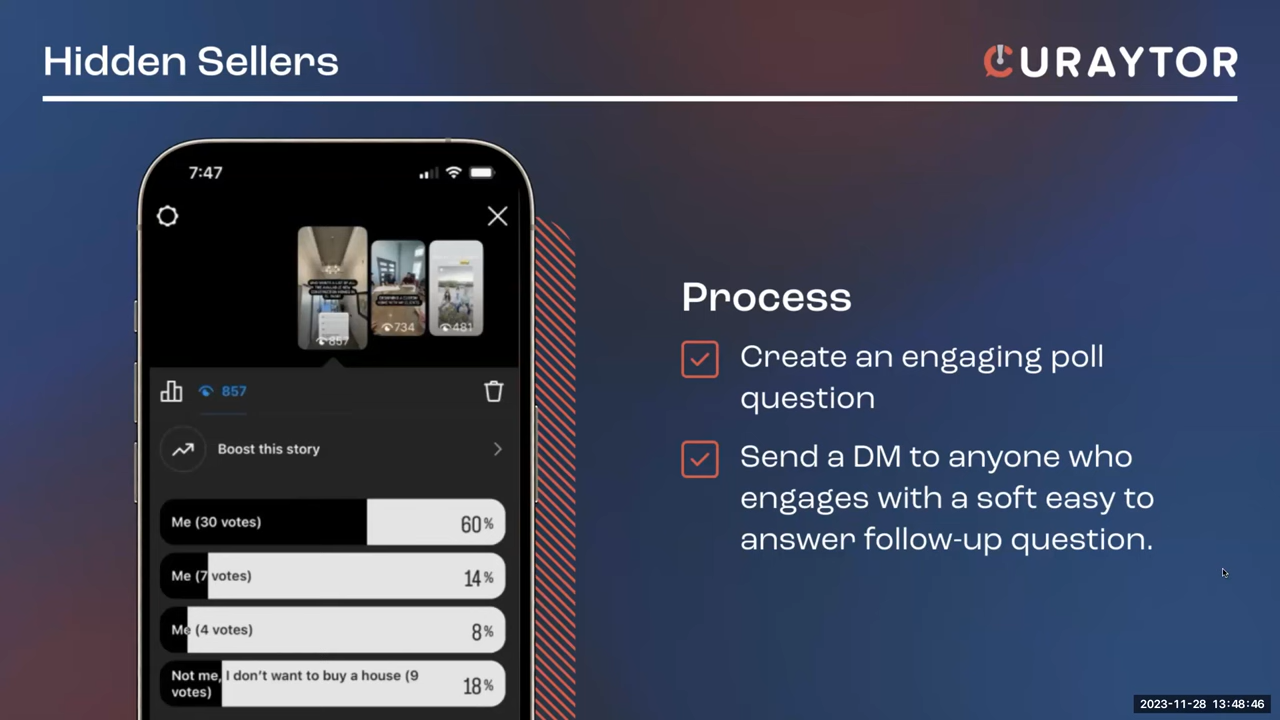 Hidden Sellers
CURAYTOR
7:47
857
734
481
857
Boost this story
Me (30 votes)
60%
Me (7 votes)
14%
Me (4 votes)
8%
Not me, I don't want to buy a house (9
votes)
18%
Process
Create an engaging poll
question
Send a DM to anyone who
engages with a soft easy to
answer follow-up question.
2023-11-28 13:48:46